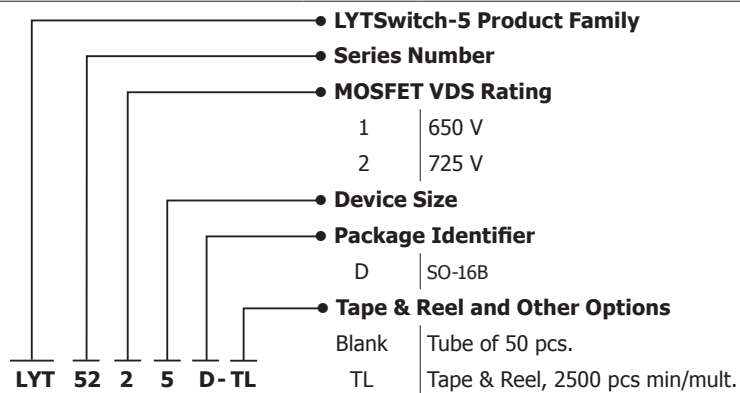 • LYTSwitch-5 Product Family
• Series Number
• MOSFET VDS Rating
1 650 V
2 725 V
• Device Size
• Package Identifier
D SO-16B
• Tape & Reel and Other Options
Blank Tube of 50 pcs.
LYT 52 2 5 D-TL TL Tape & Reel, 2500 pcs min/mult.